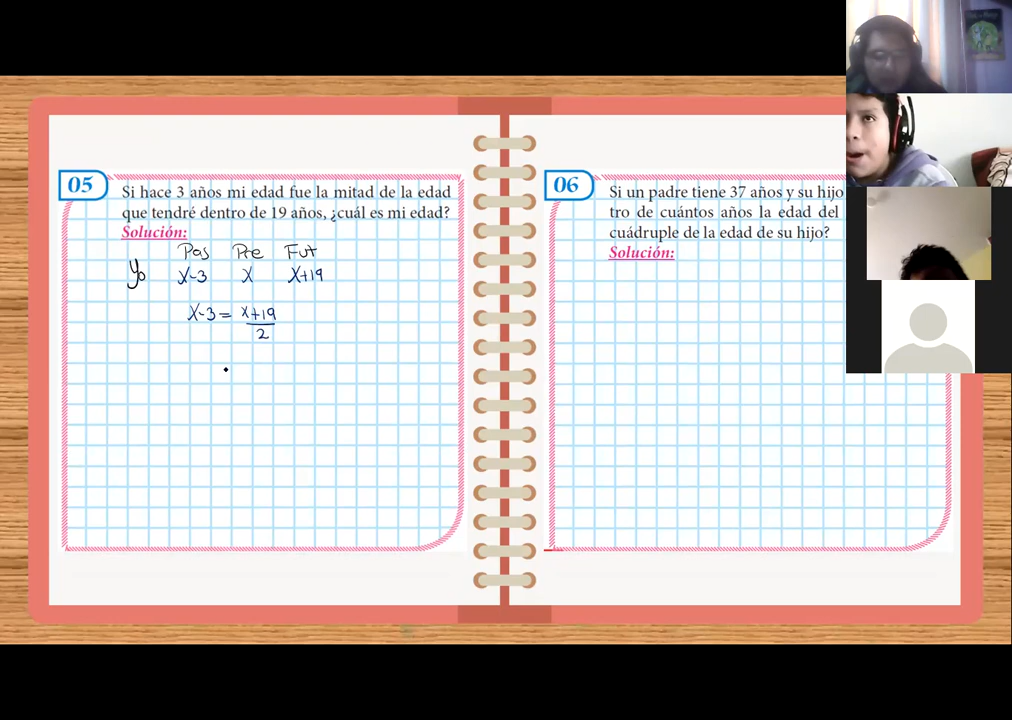 05
Si hace 3 años mi edad fue la mitad de la edad
que tendré dentro de 19 años, ¿cuál es mi edad?
Solución:
Pas Pre Fut
Yo X-3 X X+19
X-3 = X+19
2
06
Si un padre tiene 37 años y su hijo
tro de cuántos años la edad del
cuádruple de la edad de su hijo?
Solución: